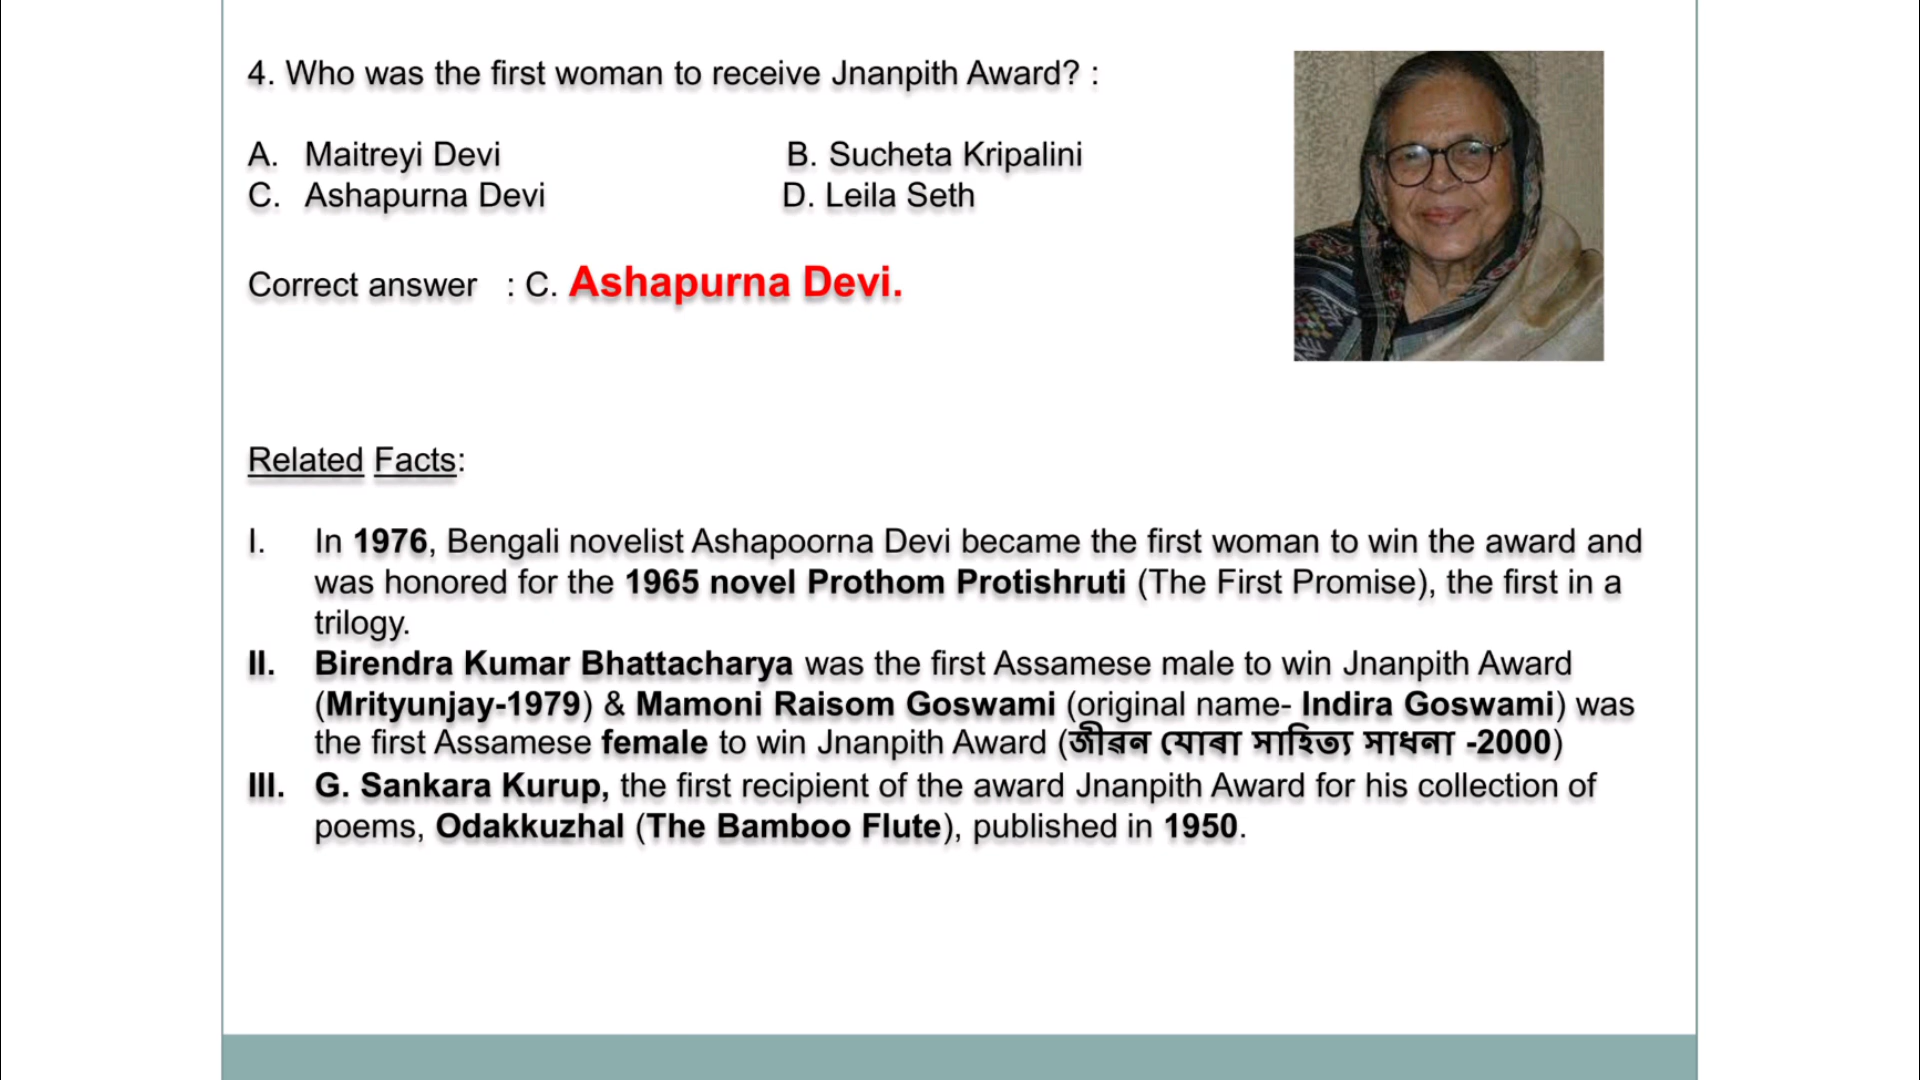 4. Who was the first woman to receive Jnanpith Award? :
A. Maitreyi Devi B. Sucheta Kripalini
C. Ashapurna Devi D. Leila Seth
Correct answer : C. Ashapurna Devi.
Related Facts:
I. In 1976, Bengali novelist Ashapoorna Devi became the first woman to win the award and
was honored for the 1965 novel Prothom Protishruti (The First Promise), the first in a
trilogy.
II. Birendra Kumar Bhattacharya was the first Assamese male to win Jnanpith Award
(Mrityunjay-1979) & Mamoni Raisom Goswami (original name- Indira Goswami) was
the first Assamese female to win Jnanpith Award (জীৱন যোৰা সাহিত্য সাধনা -2000)
III. G. Sankara Kurup, the first recipient of the award Jnanpith Award for his collection of
poems, Odakkuzhal (The Bamboo Flute), published in 1950.